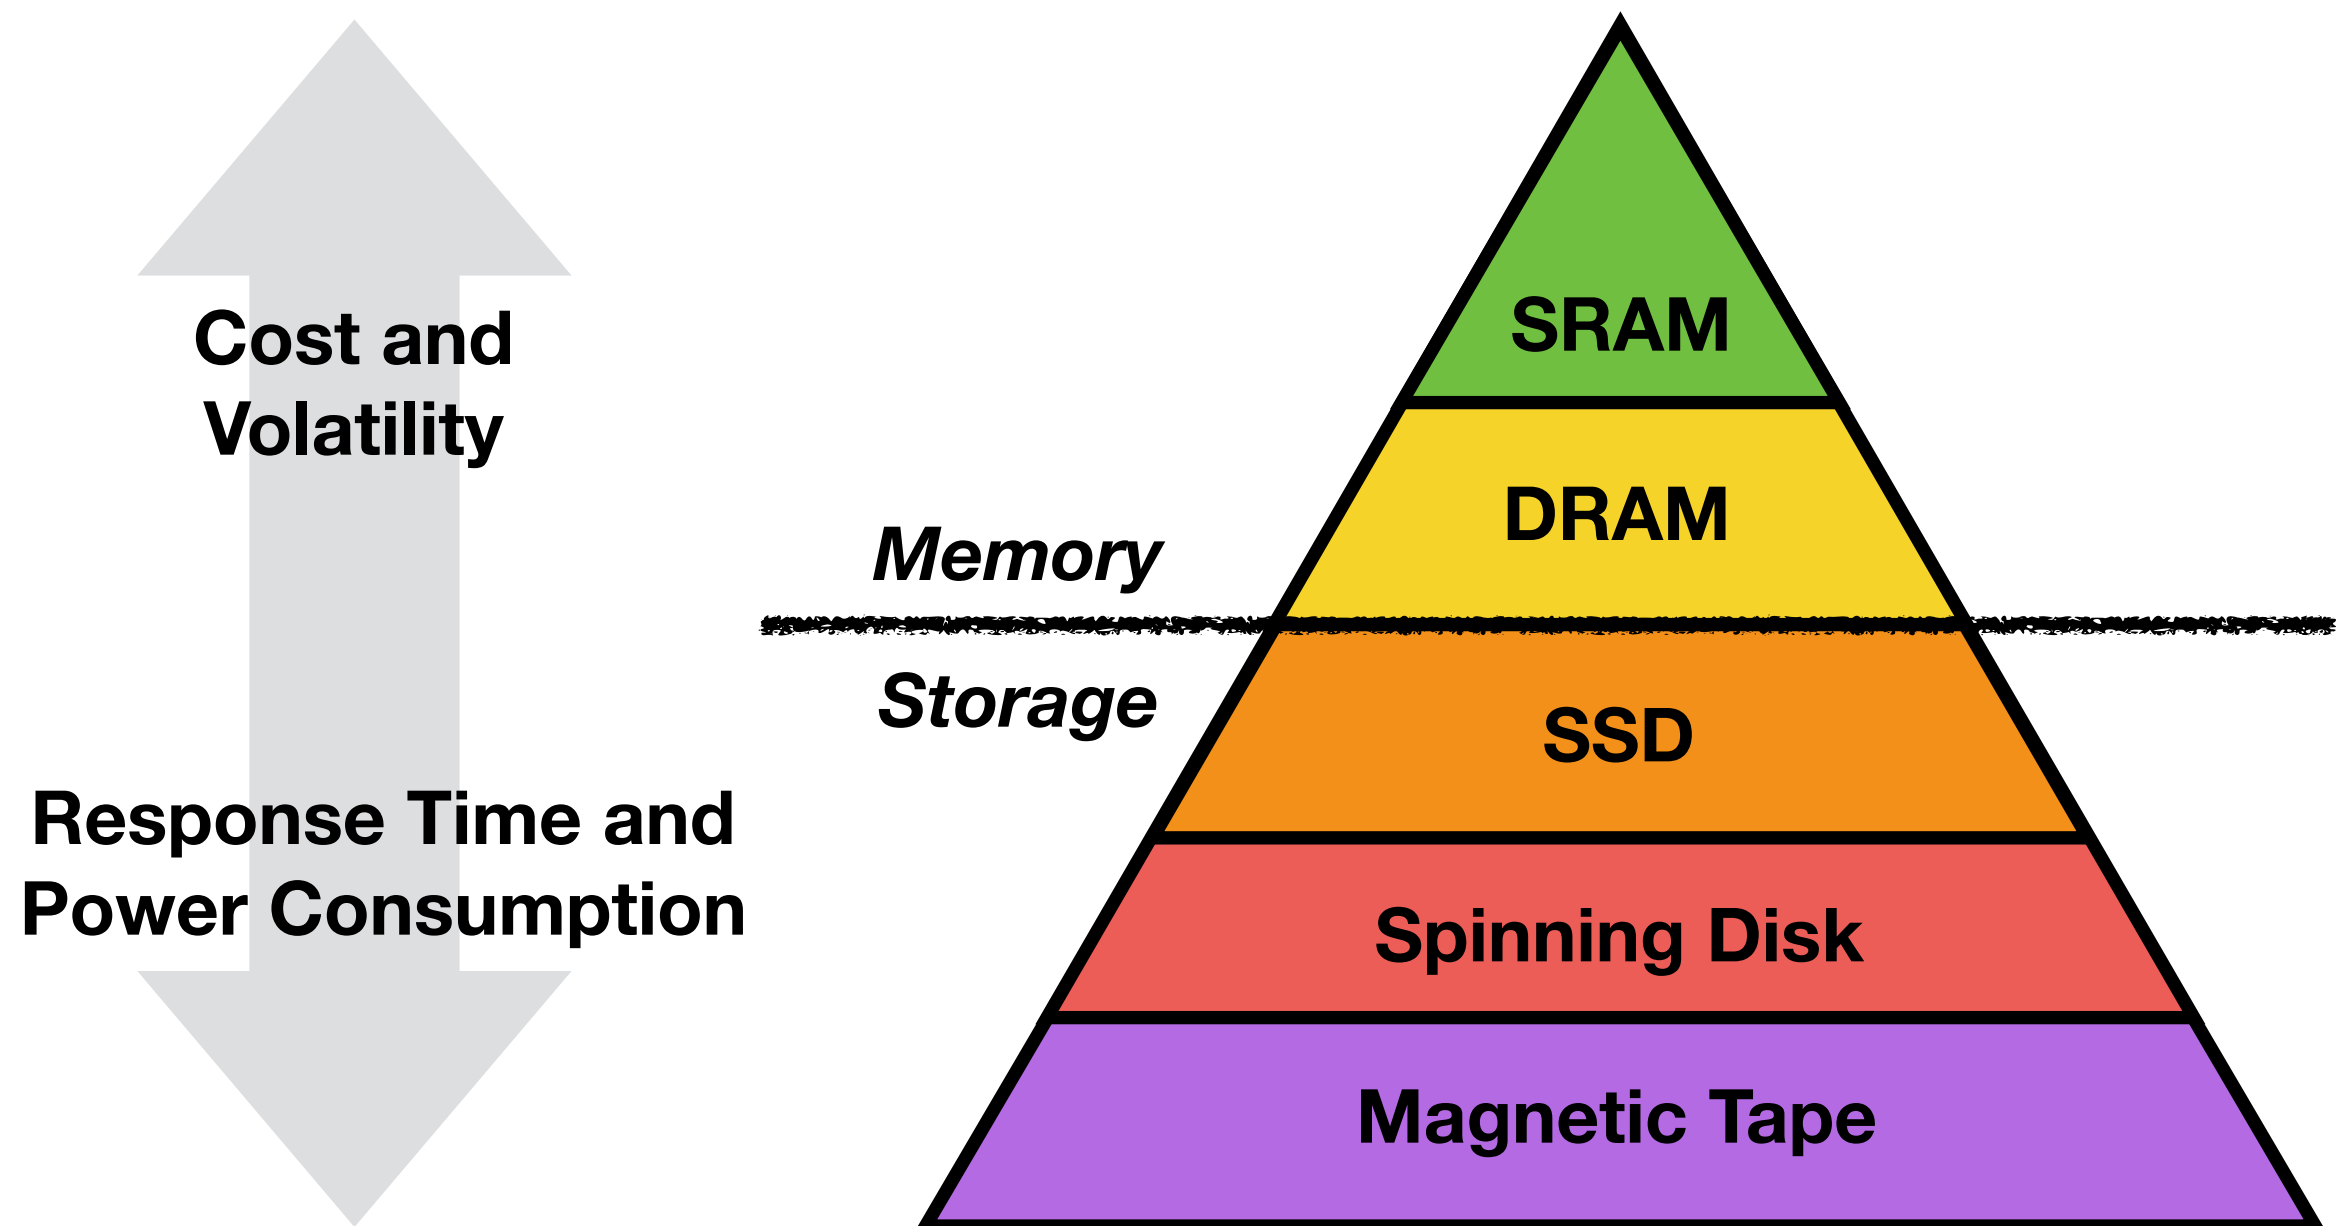 Cost and
Volatility
Response Time and
Power Consumption
Memory
Storage
SRAM
DRAM
SSD
Spinning Disk
Magnetic Tape